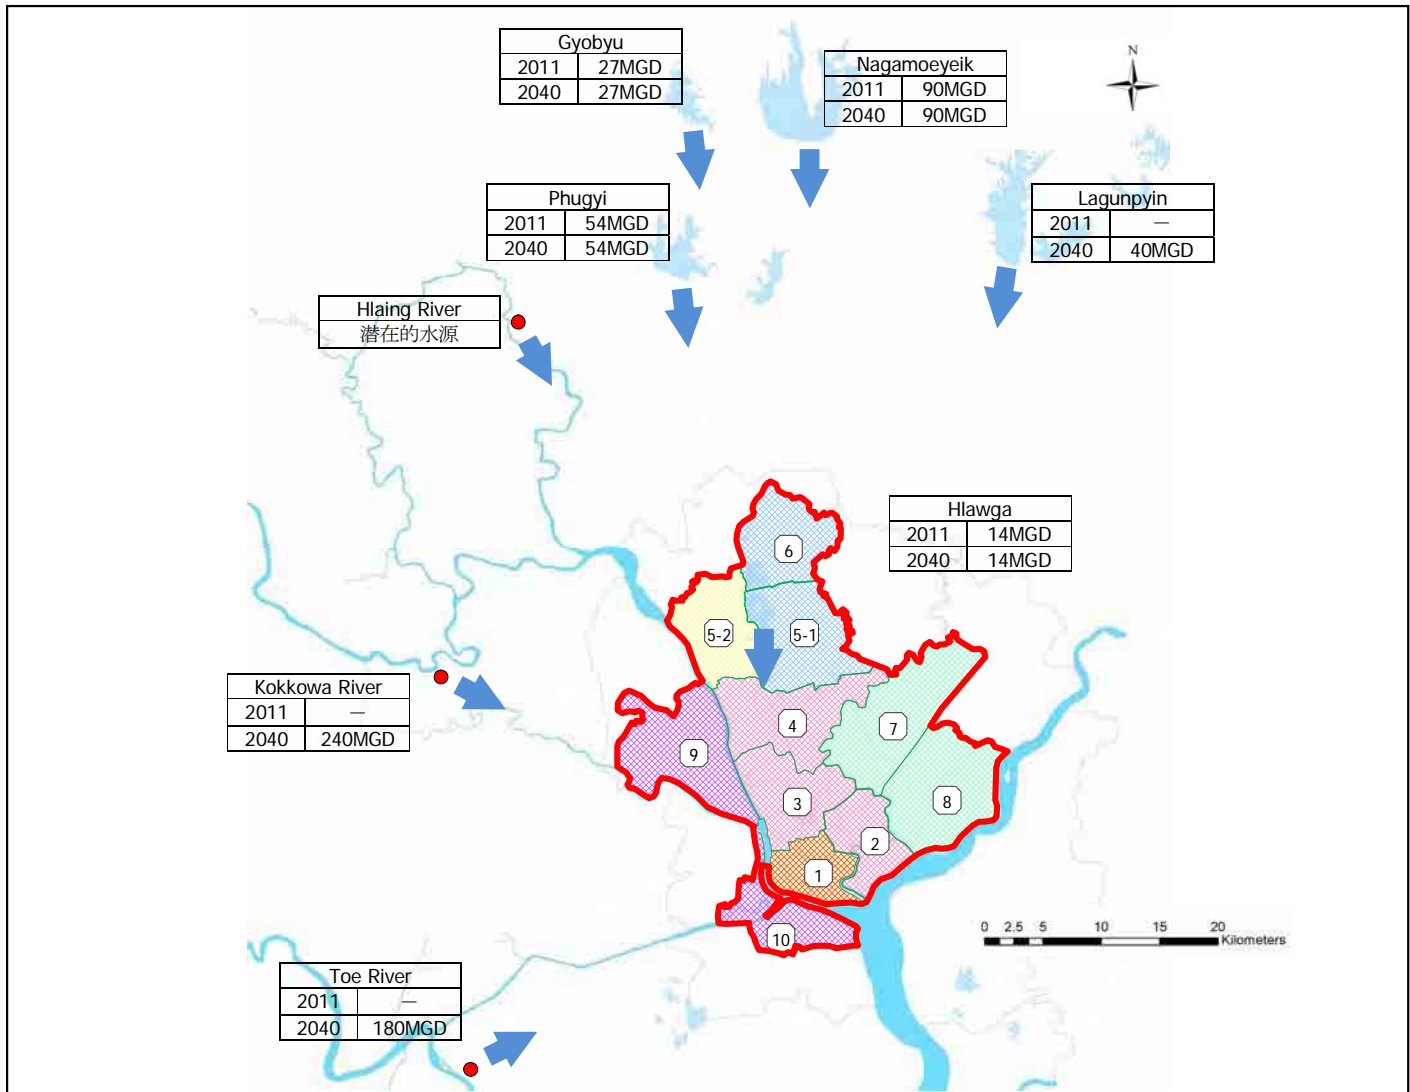 Gyobyu
2011 27MGD
2040 27MGD
Nagamoeyeik
2011 90MGD
2040 90MGD
N
Phugyi
2011 54MGD
2040 54MGD
Lagunpyin
2011 —
2040 40MGD
Hlaing River
潜在的水源
Hlawga
2011 14MGD
2040 14MGD
6
5-2
5-1
Kokkowa River
2011 —
2040 240MGD
4
7
9
3
8
2
1
10
0 2.5 5 10 15 20
Kilometers
Toe River
2011 —
2040 180MGD